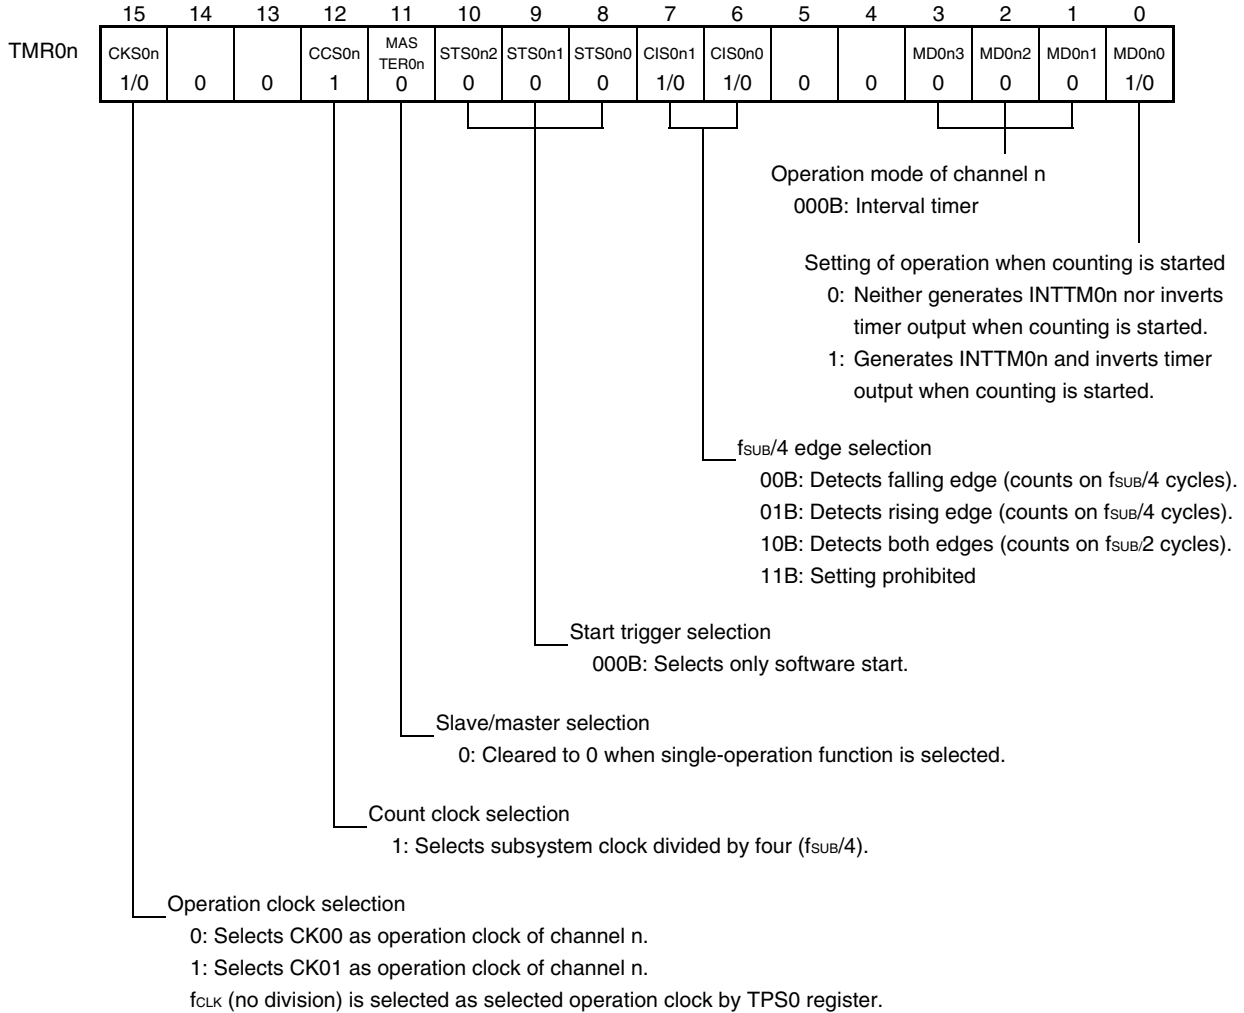 15 14 13 12 11 10 9 8 7 6 5 4 3 2 1 0
TMR0n CKS0n CCS0n MAS TER0n STS0n2 STS0n1 STS0n0 CIS0n1 CIS0n0 MD0n3 MD0n2 MD0n1 MD0n0
1/0 0 0 1 0 0 0 0 1/0 1/0 0 0 0 0 0 1/0
Operation mode of channel n
000B: Interval timer
Setting of operation when counting is started
0: Neither generates INTTM0n nor inverts
timer output when counting is started.
1: Generates INTTM0n and inverts timer
output when counting is started.
fSUB/4 edge selection
00B: Detects falling edge (counts on fSUB/4 cycles).
01B: Detects rising edge (counts on fSUB/4 cycles).
10B: Detects both edges (counts on fSUB/2 cycles).
11B: Setting prohibited
Start trigger selection
000B: Selects only software start.
Slave/master selection
0: Cleared to 0 when single-operation function is selected.
Count clock selection
1: Selects subsystem clock divided by four (fSUB/4).
Operation clock selection
0: Selects CK00 as operation clock of channel n.
1: Selects CK01 as operation clock of channel n.
fCLK (no division) is selected as selected operation clock by TPS0 register.